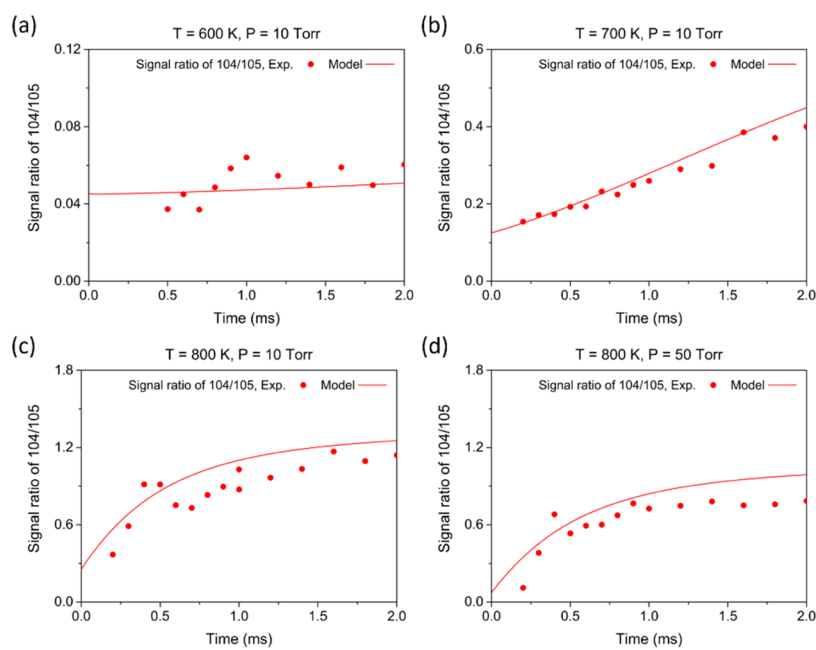 (a)
T = 600 K, P = 10 Torr
Signal ratio of 104/105, Exp. Model
Signal ratio of 104/105
0.12
0.08
0.04
0.00
0.0 0.5 1.0 1.5 2.0
Time (ms)
(b)
T = 700 K, P = 10 Torr
Signal ratio of 104/105, Exp. Model
Signal ratio of 104/105
0.6
0.4
0.2
0.0
0.0 0.5 1.0 1.5 2.0
Time (ms)
(c)
T = 800 K, P = 10 Torr
Signal ratio of 104/105, Exp. Model
Signal ratio of 104/105
1.8
1.2
0.6
0.0
0.0 0.5 1.0 1.5 2.0
Time (ms)
(d)
T = 800 K, P = 50 Torr
Signal ratio of 104/105, Exp. Model
Signal ratio of 104/105
1.8
1.2
0.6
0.0
0.0 0.5 1.0 1.5 2.0
Time (ms)